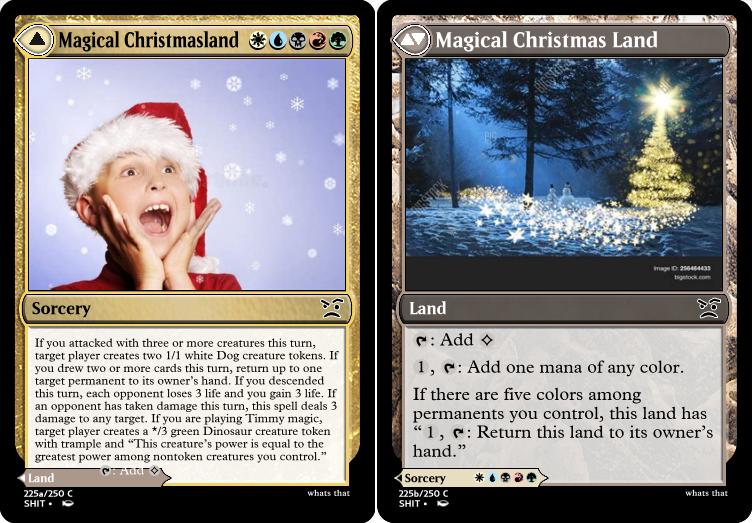 Magical Christmasland
Sorcery
If you attacked with three or more creatures this turn,
target player creates two 1/1 white Dog creature tokens. If
you drew two or more cards this turn, return up to one
target permanent to its owner's hand. If you descended
this turn, each opponent loses 3 life and you gain 3 life. If
an opponent has taken damage this turn, this spell deals 3
damage to any target. If you are playing Timmy magic,
target player creates a */3 green Dinosaur creature token
with trample and “This creature's power is equal to the
greatest power among nontoken creatures you control.”
Land
: Add
225a/250 C
SHIT •
whats that
Magical Christmas Land
BIGSTOCK
Image ID: 256464433
bigstock.com
Land
: Add
1 , : Add one mana of any color.
If there are five colors among
permanents you control, this land has
“ 1 , : Return this land to its owner's
hand.”
Sorcery
225b/250 C
SHIT •
whats that